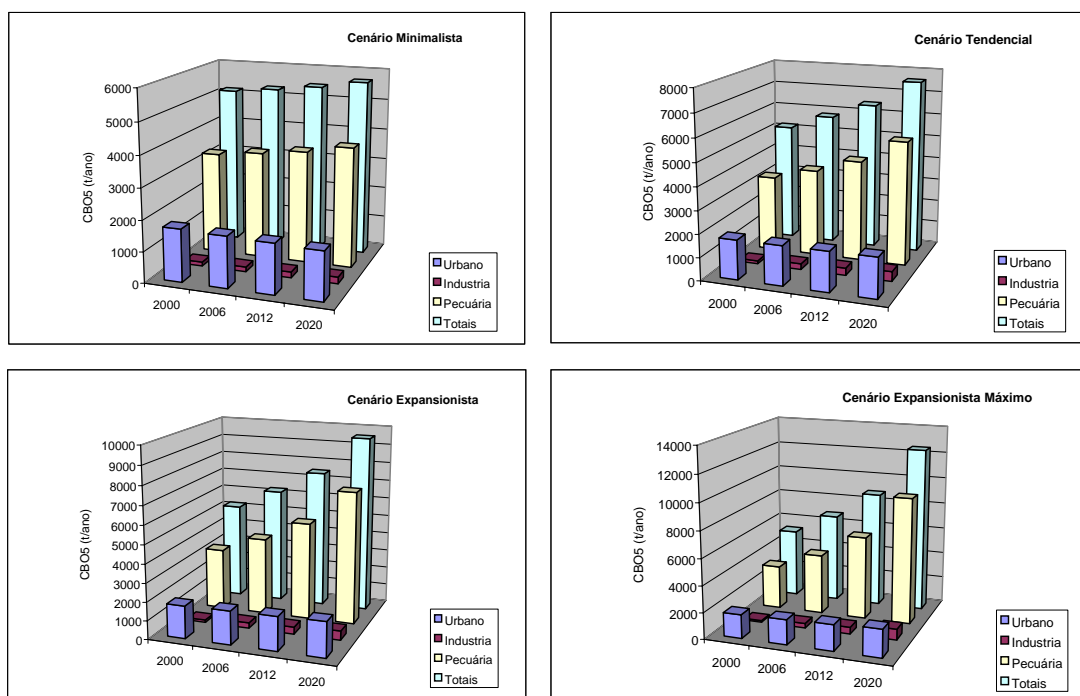 Cenário Minimalista
6000
5000
4000
3000
2000
1000
0
CBO5 (t/ano)
2000
2006
2012
2020
Urbano
Industria
Pecuária
Totais
Cenário Tendencial
8000
7000
6000
5000
4000
3000
2000
1000
0
CBO5 (t/ano)
2000
2006
2012
2020
Urbano
Industria
Pecuária
Totais
Cenário Expansionista
10000
9000
8000
7000
6000
5000
4000
3000
2000
1000
0
CBO5 (t/ano)
2000
2006
2012
2020
Urbano
Industria
Pecuária
Totais
Cenário Expansionista Máximo
14000
12000
10000
8000
6000
4000
2000
0
CBO5 (t/ano)
2000
2006
2012
2020
Urbano
Industria
Pecuária
Totais